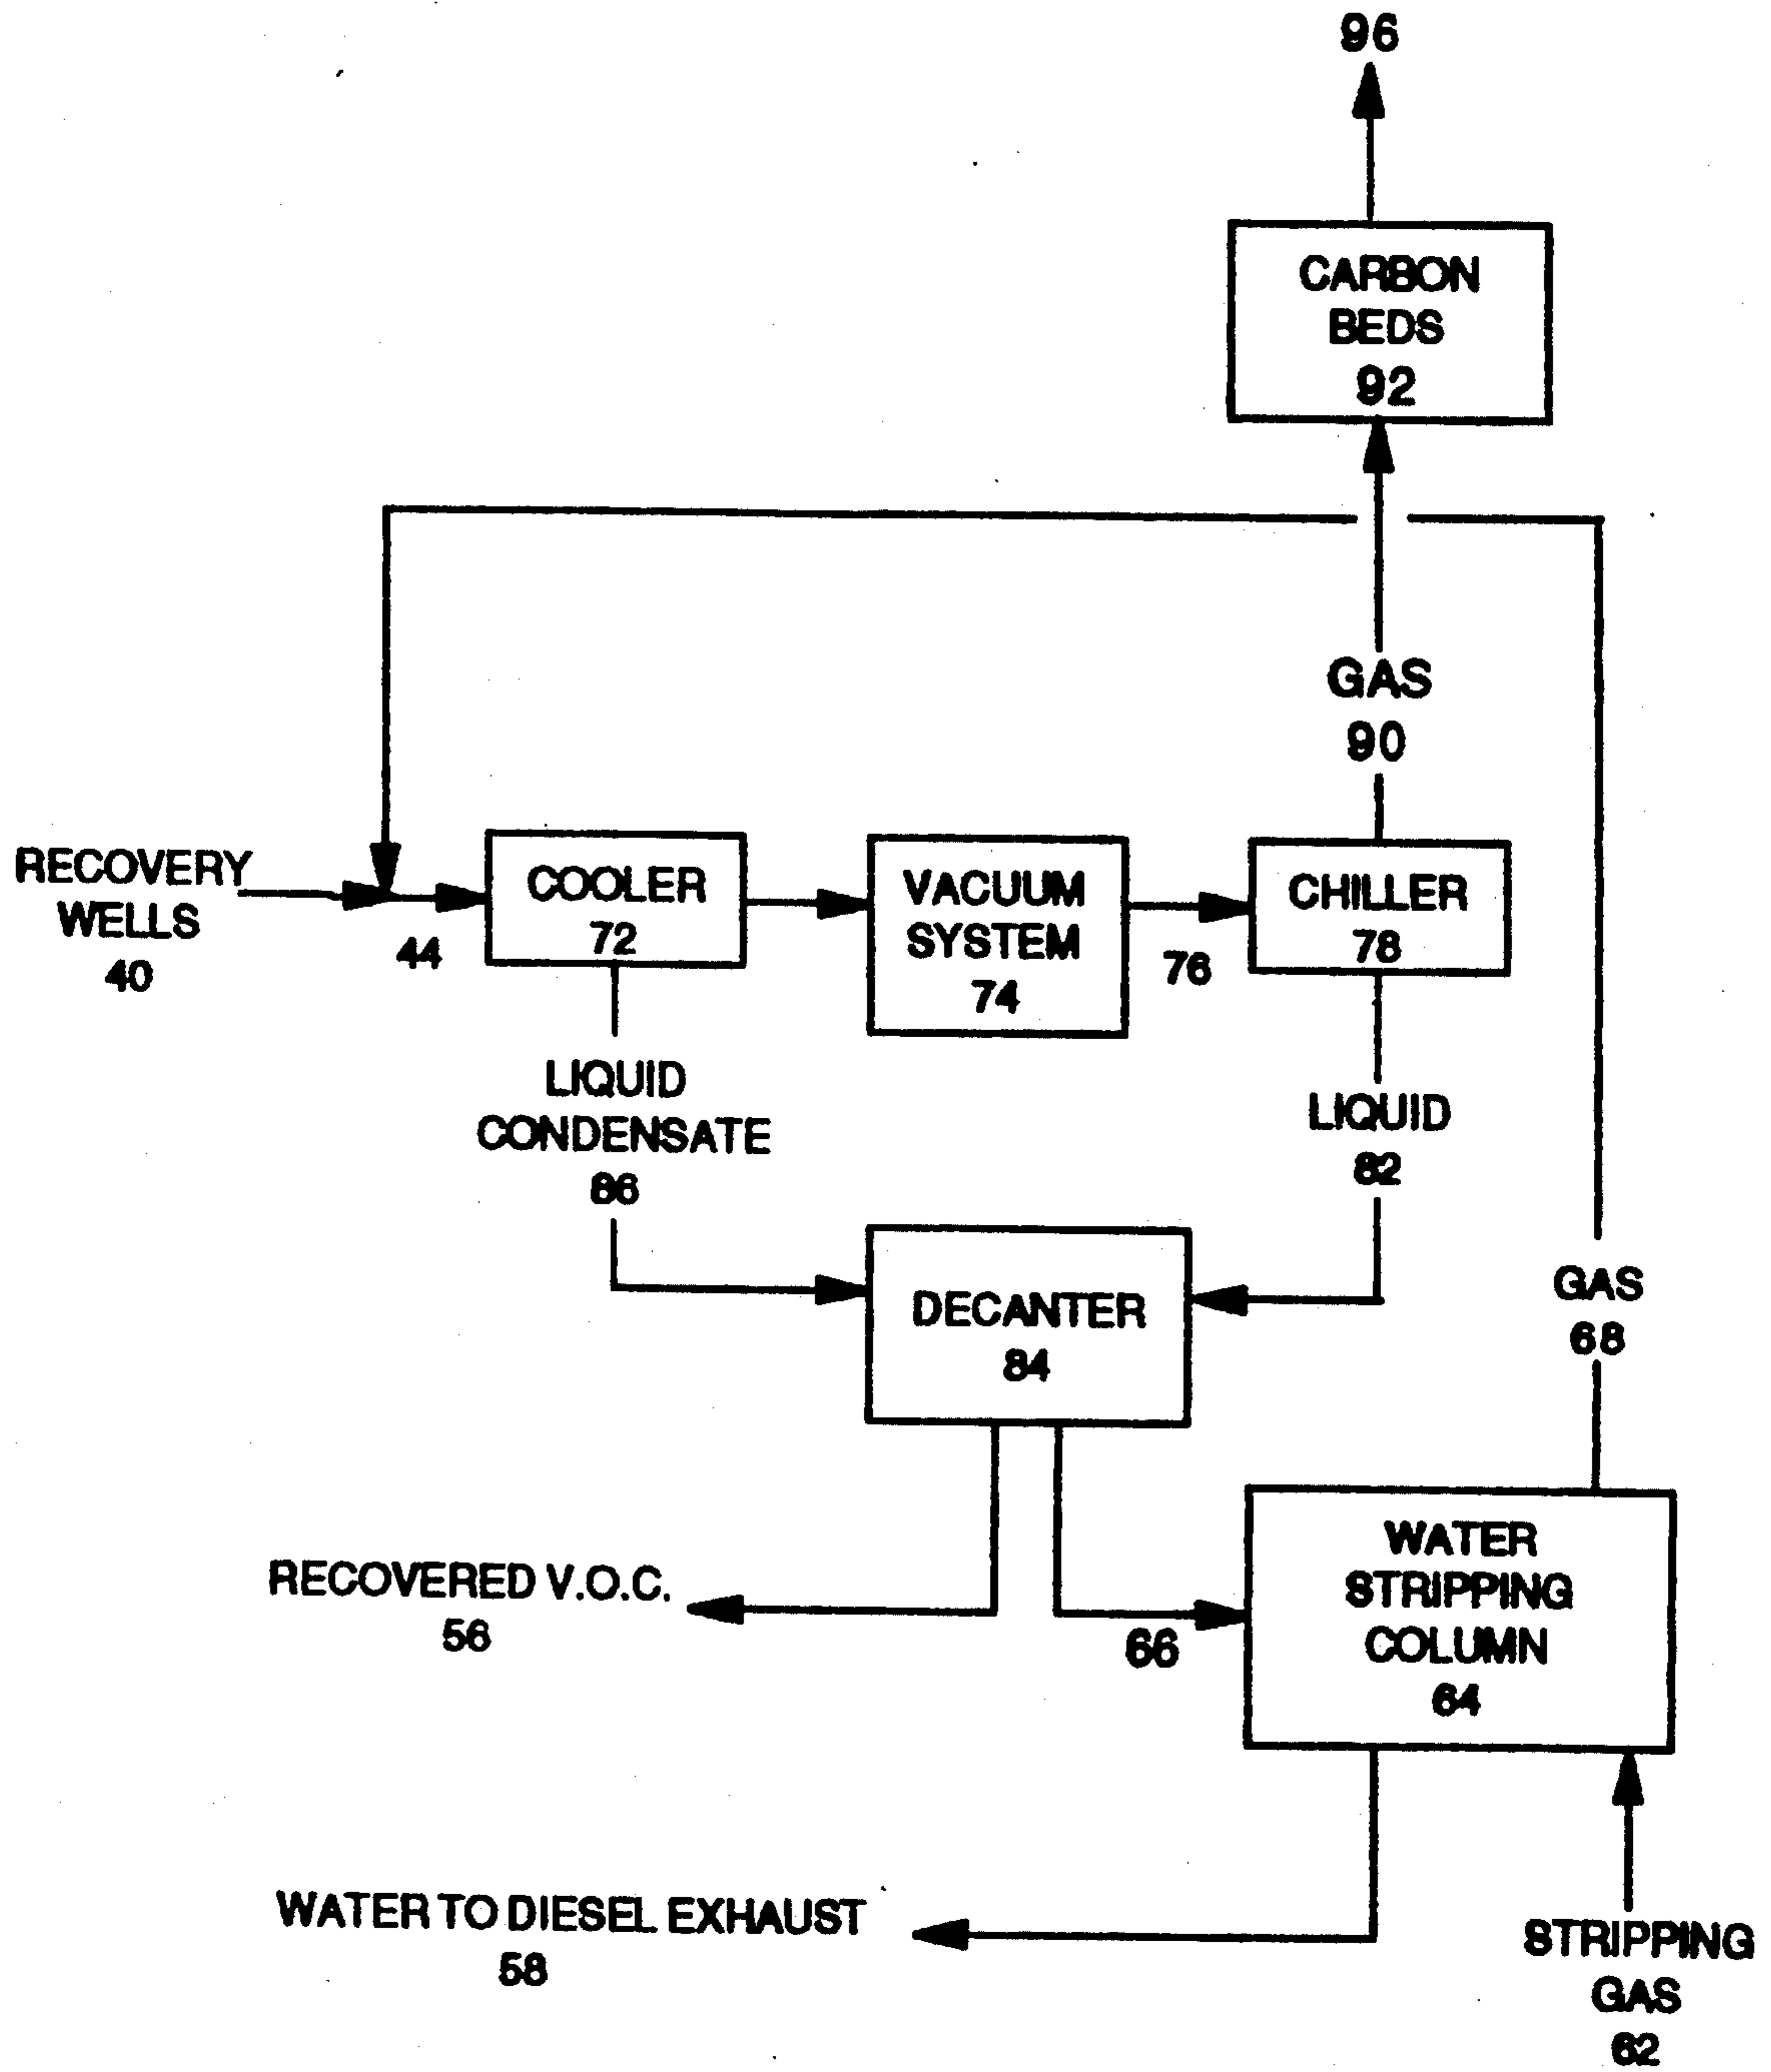 96
CARBON
BEDS
92
GAS
90
RECOVERY
WELLS
40
44
COOLER
72
VACUUM
SYSTEM
74
76
CHILLER
78
LIQUID
CONDENSATE
86
LIQUID
82
DECANTER
84
GAS
68
RECOVERED V.O.C.
56
66
WATER
STRIPPING
COLUMN
64
WATER TO DIESEL EXHAUST
58
STRIPPING
GAS
62